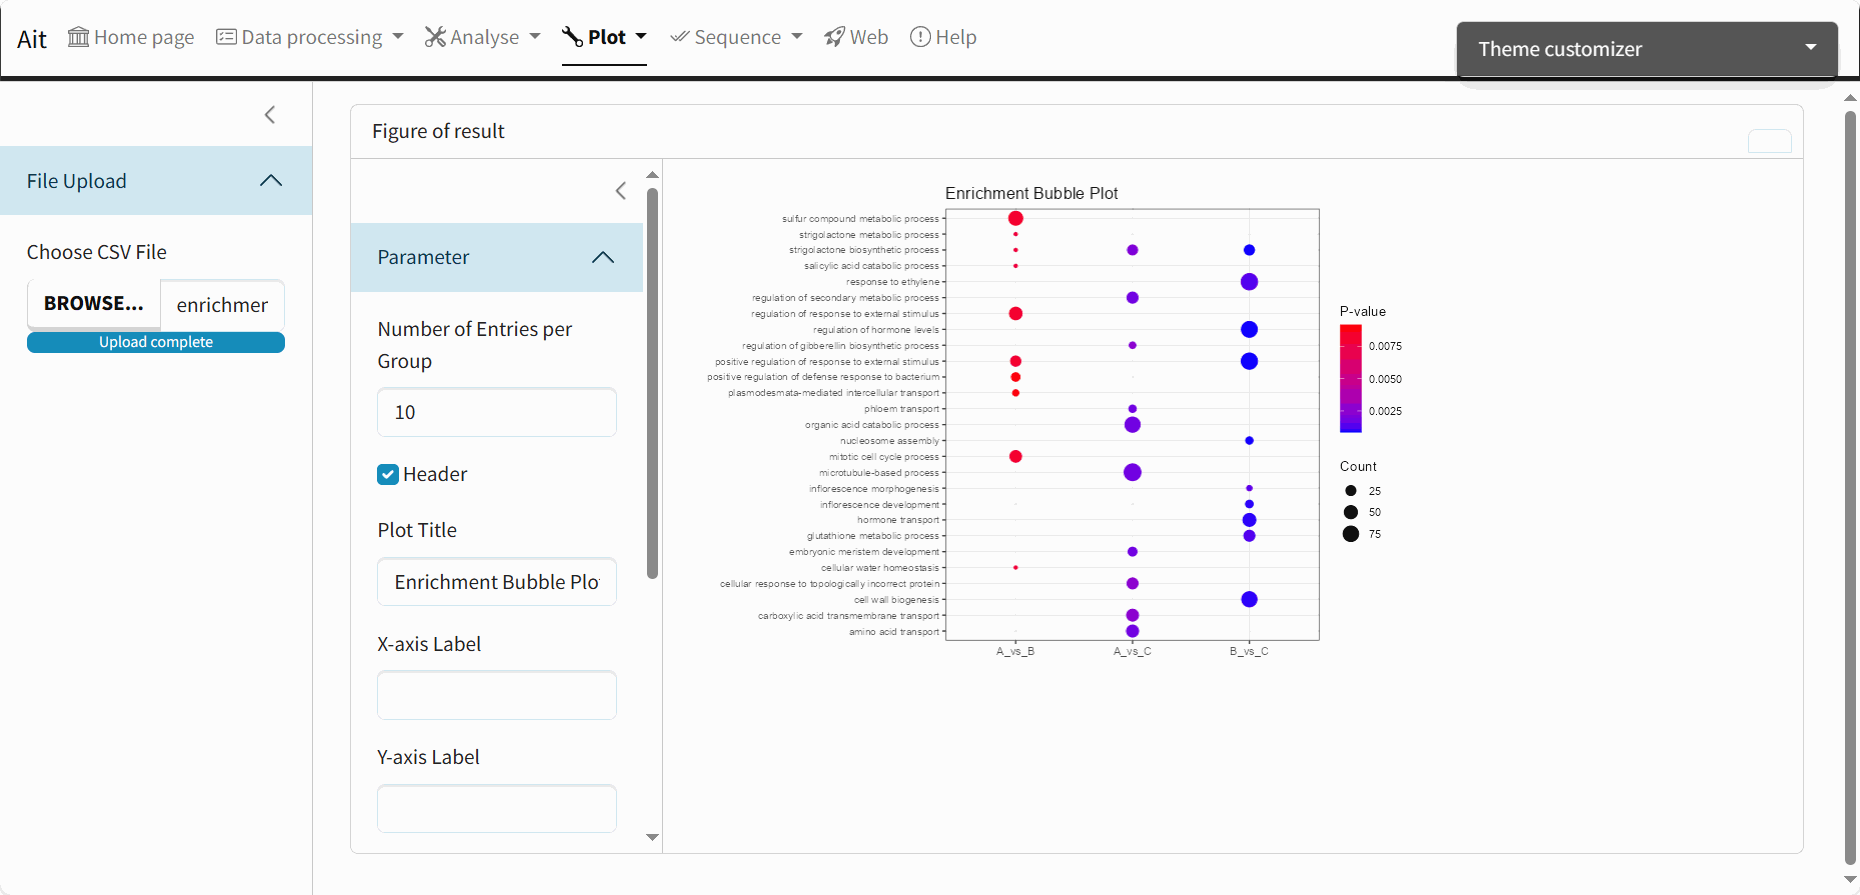 Ait
Home page
Data processing
Analyse
Plot
Sequence
Web
Help
Theme customizer
File Upload
Choose CSV File
BROWSE...
enrichmer
Upload complete
Figure of result
Parameter
Number of Entries per
Group
10
Header
Plot Title
Enrichment Bubble Plo
X-axis Label
Y-axis Label
Enrichment Bubble Plot
sulfur compound metabolic process
strigolactone metabolic process
strigolactone biosynthetic process
salicylic acid catabolic process
response to ethylene
regulation of secondary metabolic process
regulation of response to external stimulus
regulation of hormone levels
regulation of gibberellin biosynthetic process
positive regulation of response to external stimulus
positive regulation of defense response to bacterium
plasmodesmata-mediated intercellular transport
phloem transport
organic acid catabolic process
nucleosome assembly
mitotic cell cycle process
microtubule-based process
inflorescence morphogenesis
inflorescence development
hormone transport
glutathione metabolic process
embryonic meristem development
cellular water homeostasis
cellular response to topologically incorrect protein
cell wall biogenesis
carboxylic acid transmembrane transport
amino acid transport
A_vs_B
A_vs_C
B_vs_C
P-value
0.0075
0.0050
0.0025
Count
25
50
75